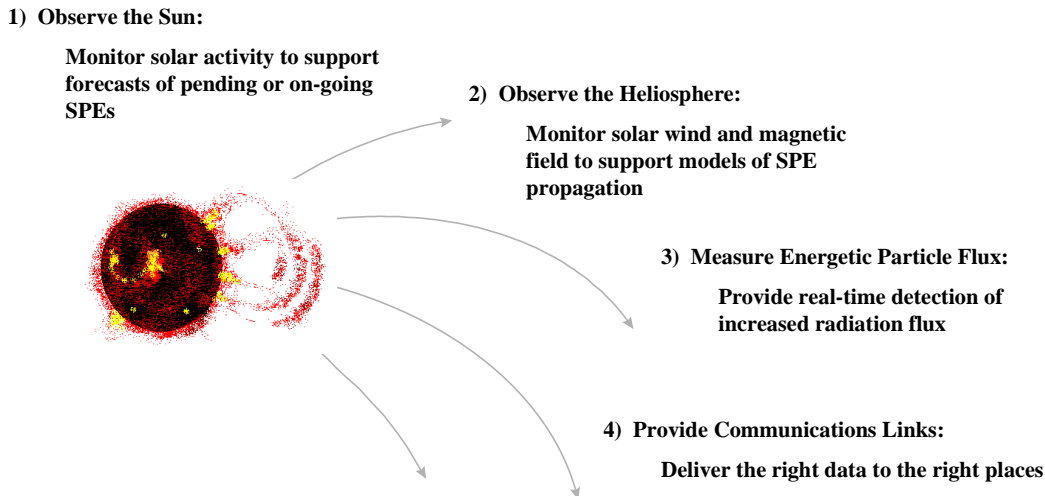 1) Observe the Sun:
Monitor solar activity to support
forecasts of pending or on-going
SPEs
2) Observe the Heliosphere:
Monitor solar wind and magnetic
field to support models of SPE
propagation
3) Measure Energetic Particle Flux:
Provide real-time detection of
increased radiation flux
4) Provide Communications Links:
Deliver the right data to the right places